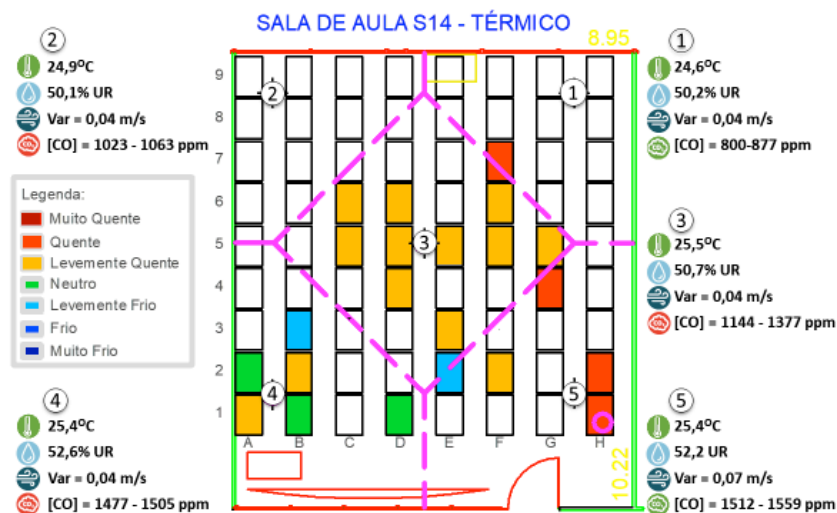 SALA DE AULA S14 - TÉRMICO
8.95
2
24,9ºC
50,1% UR
Var = 0,04 m/s
[CO] = 1023 - 1063 ppm
1
24,6ºC
50,2% UR
Var = 0,04 m/s
[CO] = 800-877 ppm
Legenda:
Muito Quente
Quente
Levemente Quente
Neutro
Levemente Frio
Frio
Muito Frio
9
8
7
6
5
4
3
2
1
2
1
3
4
5
A B C D E F G H
3
25,5ºC
50,7% UR
Var = 0,04 m/s
[CO] = 1144 - 1377 ppm
4
25,4ºC
52,6% UR
Var = 0,04 m/s
[CO] = 1477 - 1505 ppm
5
25,4ºC
52,2 UR
Var = 0,07 m/s
[CO] = 1512 - 1559 ppm
10,22